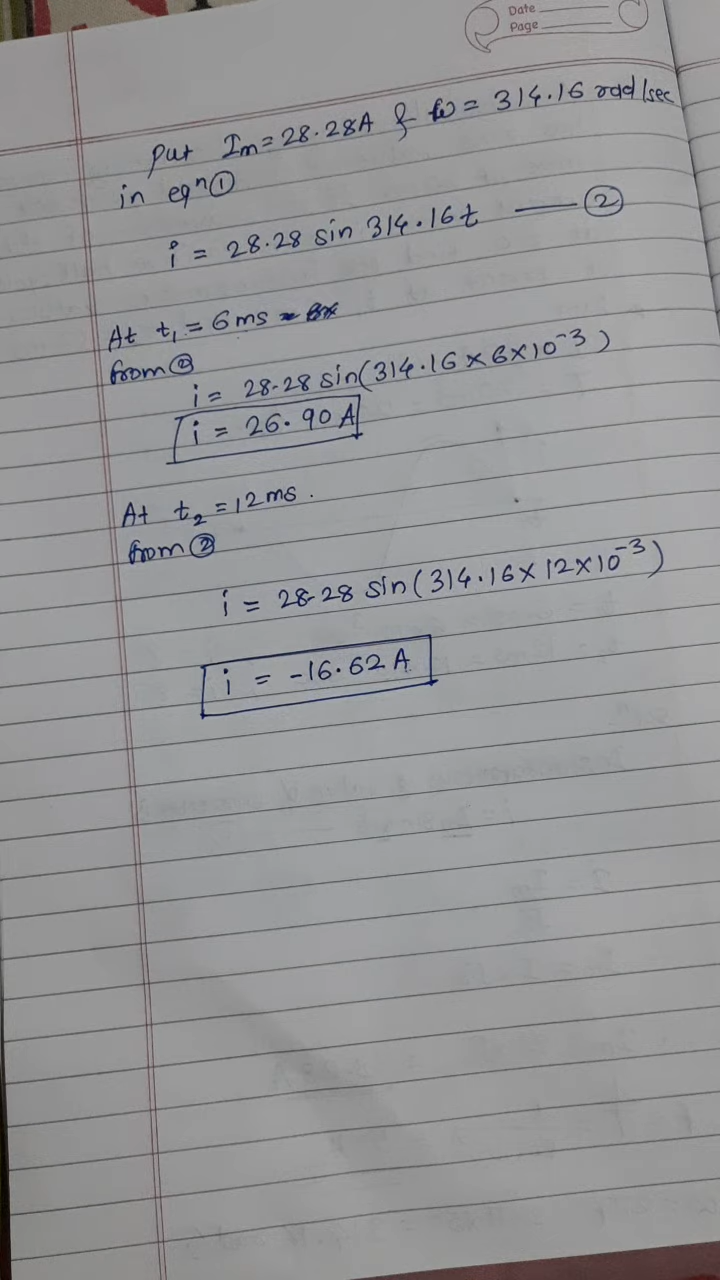 Date
Page
Put Im = 28.28A & ω = 314.16 rad/sec
in eqⁿ①
i = 28.28 sin 314.16t — ②
At t₁ = 6ms
from ②
i = 28.28 sin(314.16 × 6×10⁻³)
i = 26.90 A
At t₂ = 12ms.
from ②
i = 28.28 sin(314.16 × 12×10⁻³)
i = -16.62 A